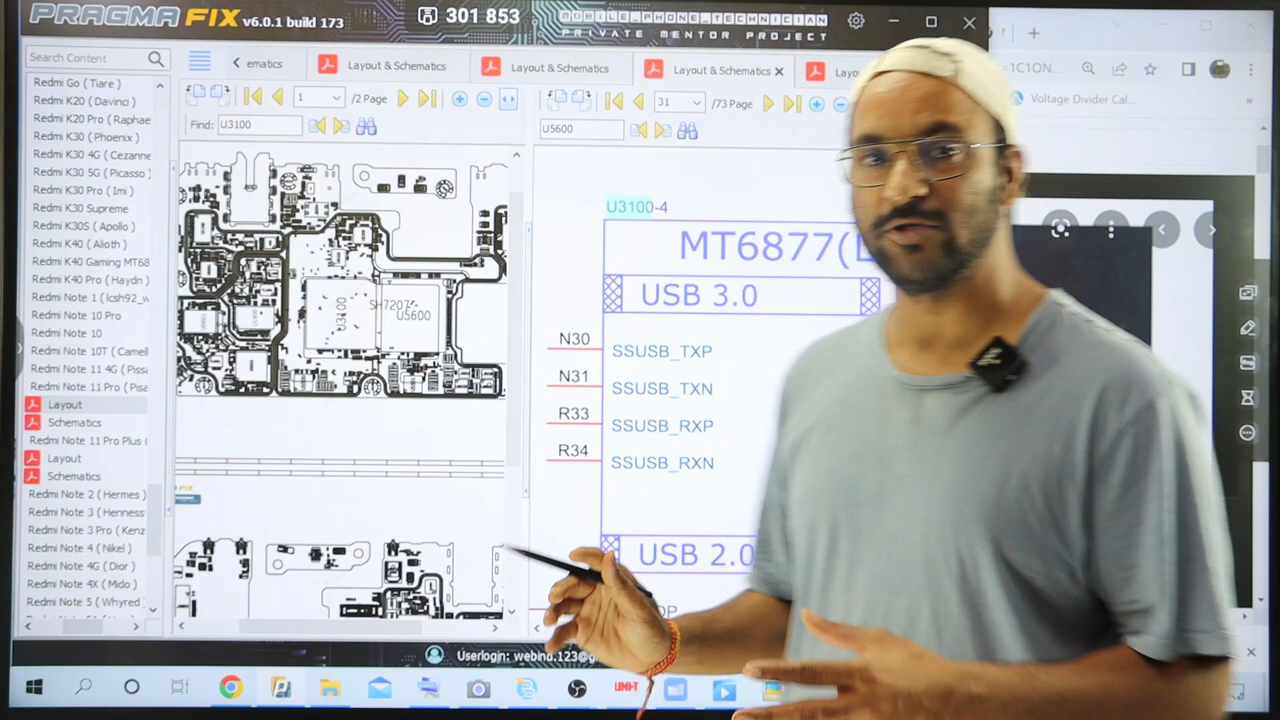 PRAGMA FIX v6.0.1 build 173
301 853
MOBILE_PHONE_TECHNICIAN
PRIVATE MENTOR PROJECT
Search Content
ematics
Layout & Schematics
Layout & Schematics
Layout & Schematics
Layou
1C1ON...
Voltage Divider Cal...
1
/2 Page
31
/73 Page
Find:
U3100
U5600
Redmi Go ( Tiare )
Redmi K20 ( Davinci )
Redmi K20 Pro ( Raphae
Redmi K30 ( Phoenix )
Redmi K30 4G ( Cezanne
Redmi K30 5G ( Picasso )
Redmi K30 Pro ( Imi )
Redmi K30 Supreme
Redmi K30S ( Apollo )
Redmi K40 ( Alioth )
Redmi K40 Gaming MT68
Redmi K40 Pro ( Haydn )
Redmi Note 1 ( lcsh92_w
Redmi Note 10 Pro
Redmi Note 10
Redmi Note 10T ( Camell
Redmi Note 11 4G ( Pissa
Redmi Note 11 Pro ( Pisa
Layout
Schematics
Redmi Note 11 Pro Plus (
Layout
Schematics
Redmi Note 2 ( Hermes )
Redmi Note 3 ( Henness
Redmi Note 3 Pro ( Kenz
Redmi Note 4 ( Nikel )
Redmi Note 4G ( Dior )
Redmi Note 4X ( Mido )
Redmi Note 5 ( Whyred
U3100
SH7207
U5600
U3100-4
MT6877(
USB 3.0
N30
SSUSB_TXP
N31
SSUSB_TXN
R33
SSUSB_RXP
R34
SSUSB_RXN
USB 2.0
DP
Userlogin: webind.123@g
UNI-T